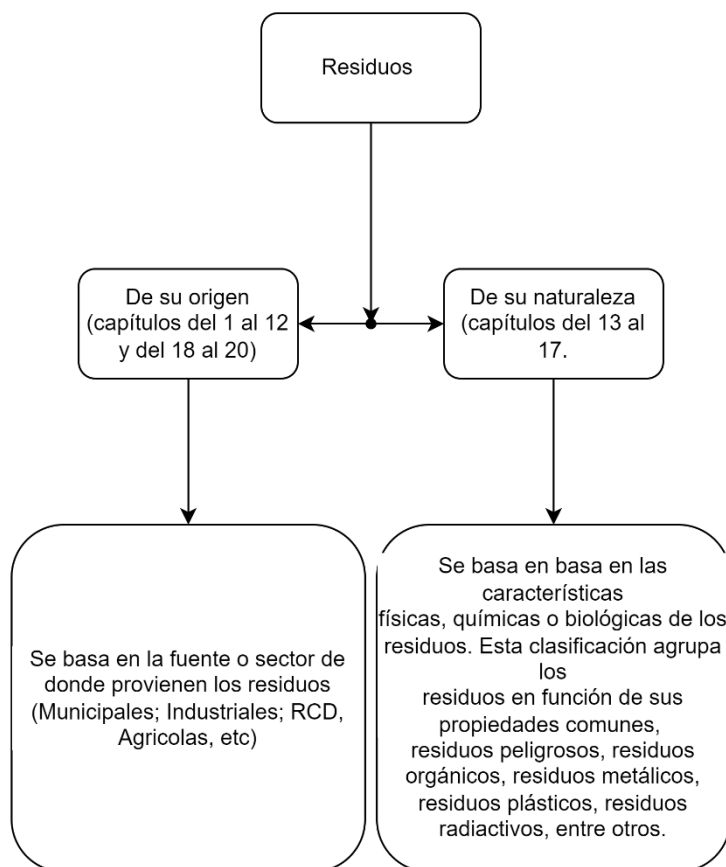 Residuos
De su origen
(capítulos del 1 al 12
y del 18 al 20)
De su naturaleza
(capítulos del 13 al
17.
Se basa en la fuente o sector de
donde provienen los residuos
(Municipales; Industriales; RCD,
Agricolas, etc)
Se basa en basa en las
características
físicas, químicas o biológicas de los
residuos. Esta clasificación agrupa
los
residuos en función de sus
propiedades comunes,
residuos peligrosos, residuos
orgánicos, residuos metálicos,
residuos plásticos, residuos
radiactivos, entre otros.